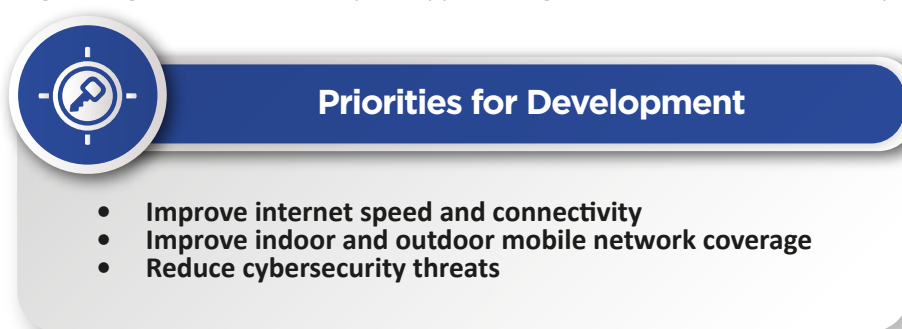 Priorities for Development
• Improve internet speed and connectivity
• Improve indoor and outdoor mobile network coverage
• Reduce cybersecurity threats